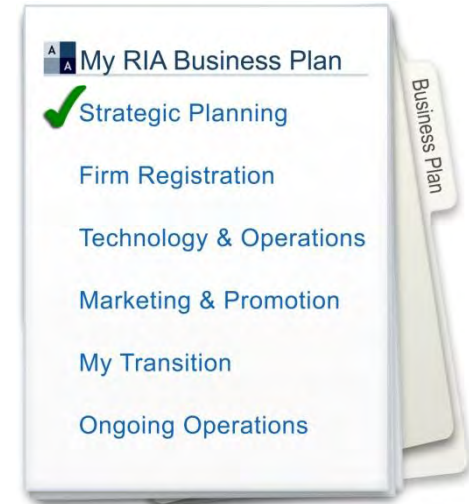 A
A
My RIA Business Plan
Strategic Planning
Firm Registration
Technology & Operations
Marketing & Promotion
My Transition
Ongoing Operations
Business Plan